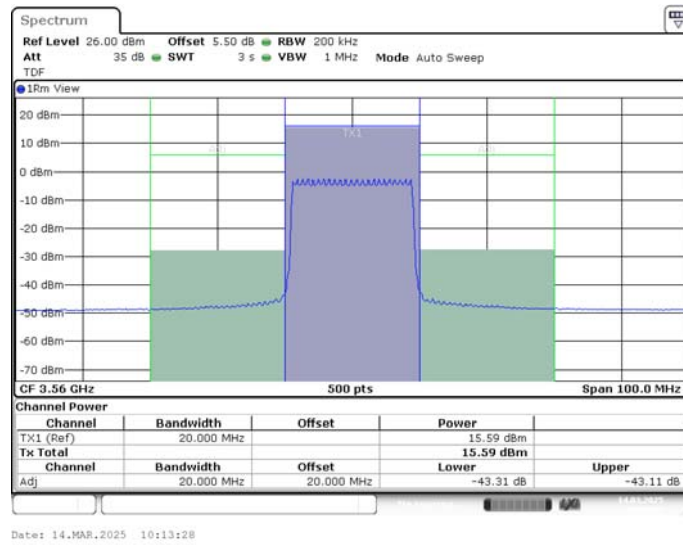 Spectrum
Ref Level 26.00 dBm Offset 5.50 dB RBW 200 kHz
Att 35 dB SWT 3 s VBW 1 MHz Mode Auto Sweep
TDF
1Rm View
20 dBm
TX1
10 dBm
Adj Adj
0 dBm
-10 dBm
-20 dBm
-30 dBm
-40 dBm
-50 dBm
-60 dBm
-70 dBm
CF 3.56 GHz 500 pts Span 100.0 MHz
Channel Power
Channel Bandwidth Offset Power
TX1 (Ref) 20.000 MHz 15.59 dBm
Tx Total 15.59 dBm
Channel Bandwidth Offset Lower Upper
Adj 20.000 MHz 20.000 MHz -43.31 dB -43.11 dB
Date: 14.MAR.2025 10:13:28